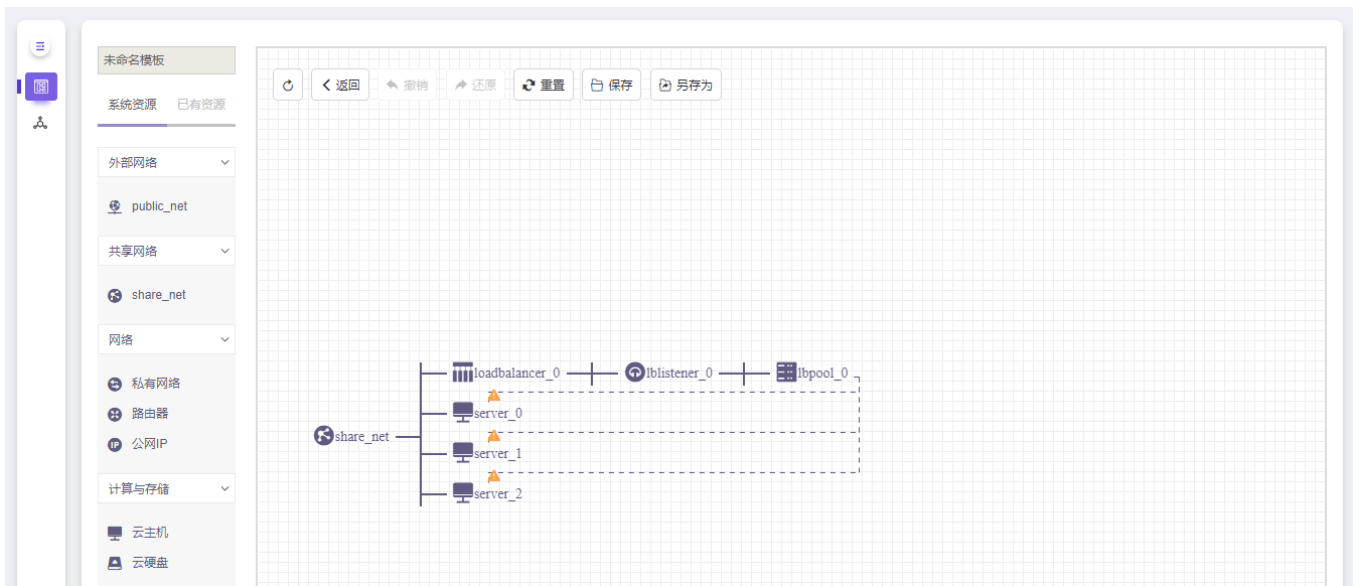 未命名模板
系统资源 已有资源
外部网络
public_net
共享网络
share_net
网络
私有网络
路由器
IP 公网IP
计算与存储
云主机
云硬盘
返回 撤销 还原 重置 保存 另存为
loadbalancer_0 lblistener_0 lbpool_0
server_0
share_net
server_1
server_2